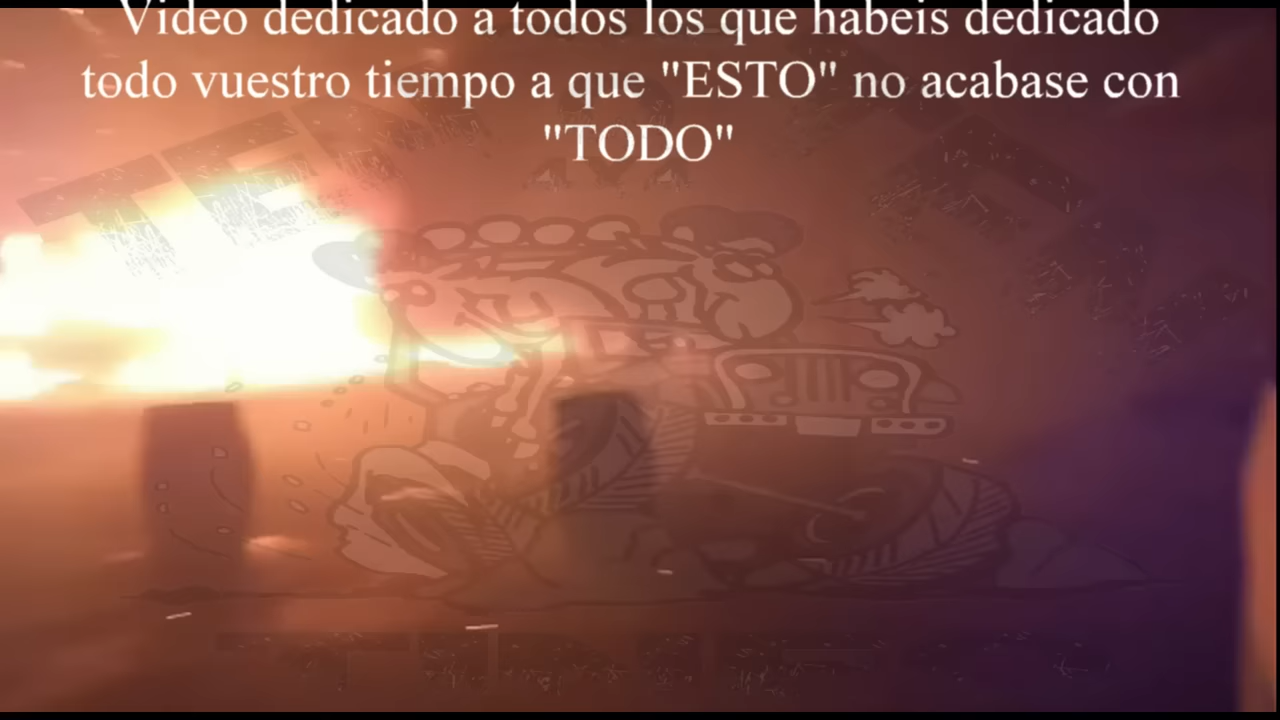 Video dedicado a todos los que habeis dedicado
todo vuestro tiempo a que "ESTO" no acabase con
"TODO"